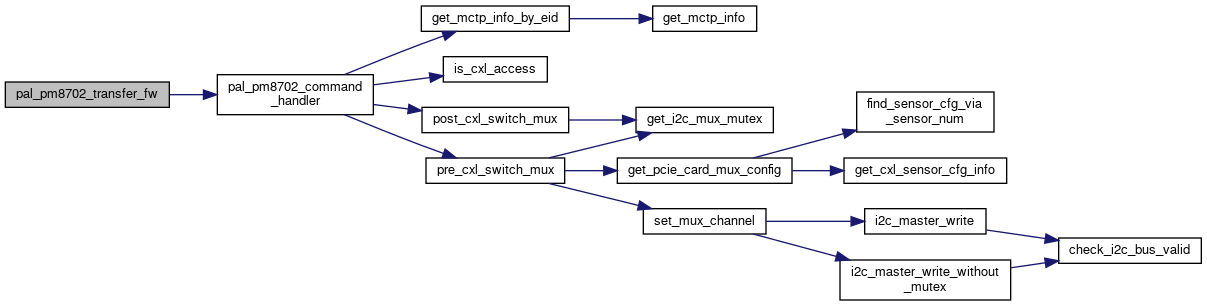 pal_pm8702_transfer_fw
pal_pm8702_command
_handler
get_mctp_info_by_eid
get_mctp_info
is_cxl_access
post_cxl_switch_mux
get_i2c_mux_mutex
pre_cxl_switch_mux
get_pcie_card_mux_config
find_sensor_cfg_via
_sensor_num
get_cxl_sensor_cfg_info
set_mux_channel
i2c_master_write
i2c_master_write_without
_mutex
check_i2c_bus_valid